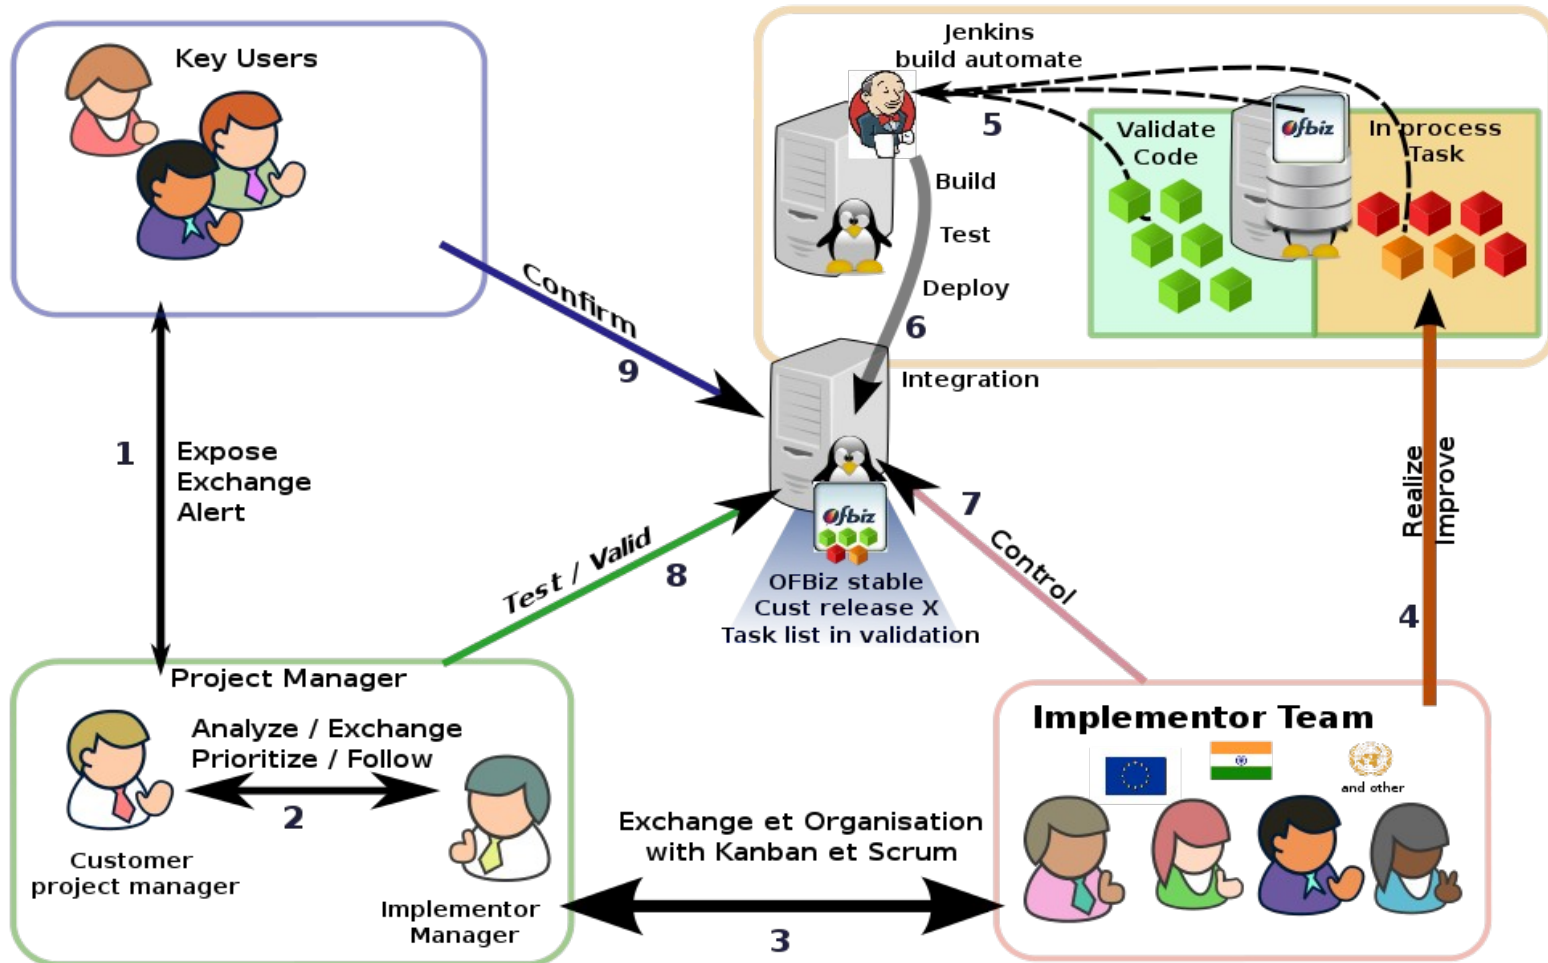 Key Users
Jenkins
build automate
5
Validate
Code
Ofbiz
In process
Task
Build
Test
Deploy
6
Integration
Confirm
9
1
Expose
Exchange
Alert
Test / Valid
8
Ofbiz
OFBiz stable
Cust release X
Task list in validation
7
Control
Realize
Improve
4
Project Manager
Analyze / Exchange
Prioritize / Follow
2
Customer
project manager
Implementor
Manager
Exchange et Organisation
with Kanban et Scrum
3
Implementor Team
and other